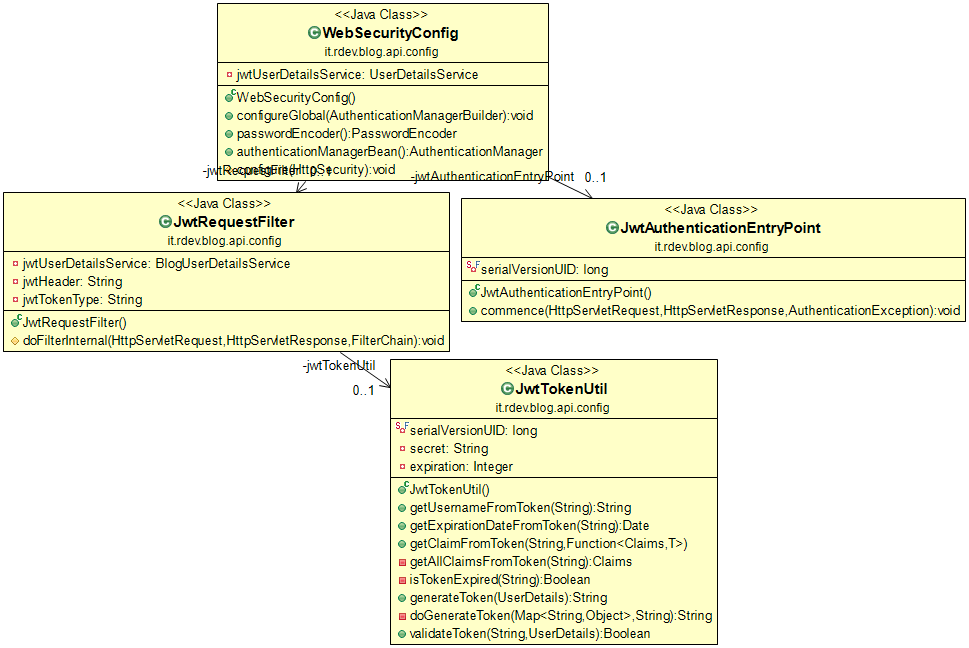 <<Java Class>>
WebSecurityConfig
it.rdev.blog.api.config
jwtUserDetailsService: UserDetailsService
WebSecurityConfig()
configureGlobal(AuthenticationManagerBuilder):void
passwordEncoder():PasswordEncoder
authenticationManagerBean():AuthenticationManager
configure(HttpSecurity):void
-jwtRequestFilter 0..1
-jwtAuthenticationEntryPoint 0..1
<<Java Class>>
JwtRequestFilter
it.rdev.blog.api.config
jwtUserDetailsService: BlogUserDetailsService
jwtHeader: String
jwtTokenType: String
JwtRequestFilter()
doFilterInternal(HttpServletRequest,HttpServletResponse,FilterChain):void
<<Java Class>>
JwtAuthenticationEntryPoint
it.rdev.blog.api.config
serialVersionUID: long
JwtAuthenticationEntryPoint()
commence(HttpServletRequest,HttpServletResponse,AuthenticationException):void
-jwtTokenUtil
0..1
<<Java Class>>
JwtTokenUtil
it.rdev.blog.api.config
serialVersionUID: long
secret: String
expiration: Integer
JwtTokenUtil()
getUsernameFromToken(String):String
getExpirationDateFromToken(String):Date
getClaimFromToken(String,Function<Claims,T>)
getAllClaimsFromToken(String):Claims
isTokenExpired(String):Boolean
generateToken(UserDetails):String
doGenerateToken(Map<String,Object>,String):String
validateToken(String,UserDetails):Boolean